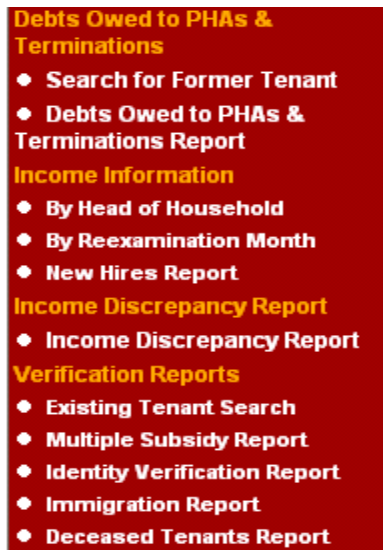 Debts Owed to PHAs &
Terminations
● Search for Former Tenant
● Debts Owed to PHAs &
Terminations Report
Income Information
● By Head of Household
● By Reexamination Month
● New Hires Report
Income Discrepancy Report
● Income Discrepancy Report
Verification Reports
● Existing Tenant Search
● Multiple Subsidy Report
● Identity Verification Report
● Immigration Report
● Deceased Tenants Report